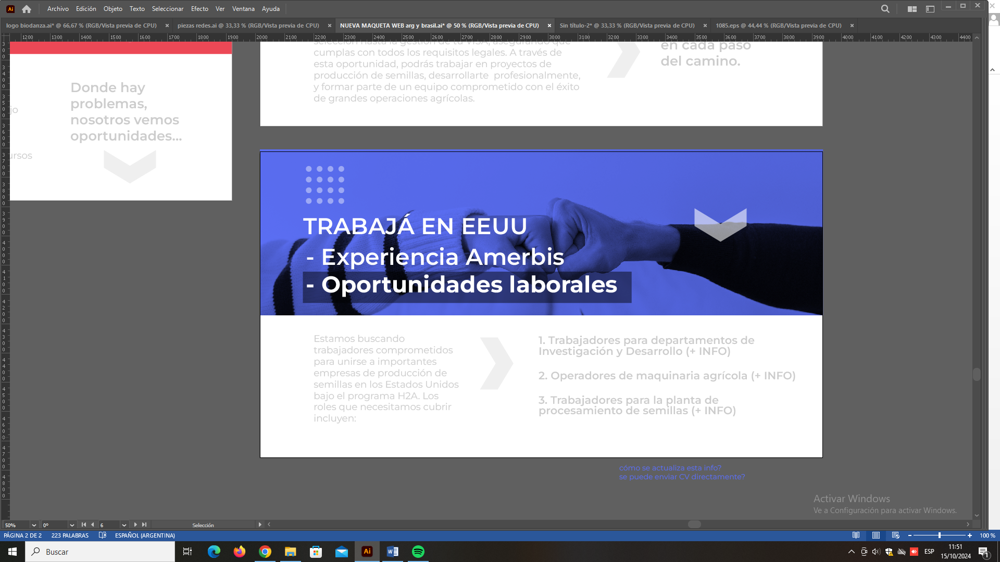 Archivo Edición Objeto Texto Seleccionar Efecto Ver Ventana Ayuda
logo biodanza.ai* @ 66,67 % (RGB/Vista previa de CPU) × piezas redes.ai @ 33,33 % (RGB/Vista previa de CPU) × NUEVA MAQUETA WEB arg y brasil.ai* @ 50 % (RGB/Vista previa de CPU) × Sin título-2* @ 33,33 % (RGB/Vista previa de CPU) × 1085.eps @ 44,44 % (RGB/Vista previa de CPU) ×
1200 1300 1400 1500 1600 1700 1800 1900 2000 2100 2200 2300 2400 2500 2600 2700 2800 2900 3000 3100 3200 3300 3400 3500 3600 3700 3800 3900 4000 4100 4200 4300 4400
selección hasta la gestión de tu VISA, asegurando que
cumplas con todos los requisitos legales. A través de
esta oportunidad, podrás trabajar en proyectos de
producción de semillas, desarrollarte profesionalmente,
y formar parte de un equipo comprometido con el éxito
de grandes operaciones agrícolas.
en cada paso
del camino.
Donde hay
problemas,
nosotros vemos
oportunidades...
jo
ursos
TRABAJÁ EN EEUU
- Experiencia Amerbis
- Oportunidades laborales
Estamos buscando
trabajadores comprometidos
para unirse a importantes
empresas de producción de
semillas en los Estados Unidos
bajo el programa H2A. Los
roles que necesitamos cubrir
incluyen:
1. Trabajadores para departamentos de
Investigación y Desarrollo (+ INFO)
2. Operadores de maquinaria agrícola (+ INFO)
3. Trabajadores para la planta de
procesamiento de semillas (+ INFO)
cómo se actualiza esta info?
se puede enviar CV directamente?
Activar Windows
Ve a Configuración para activar Windows.
50% 0° 6 Selección
PÁGINA 2 DE 2 223 PALABRAS ESPAÑOL (ARGENTINA) 100 %
Buscar
Ai
ESP
11:51
15/10/2024
1